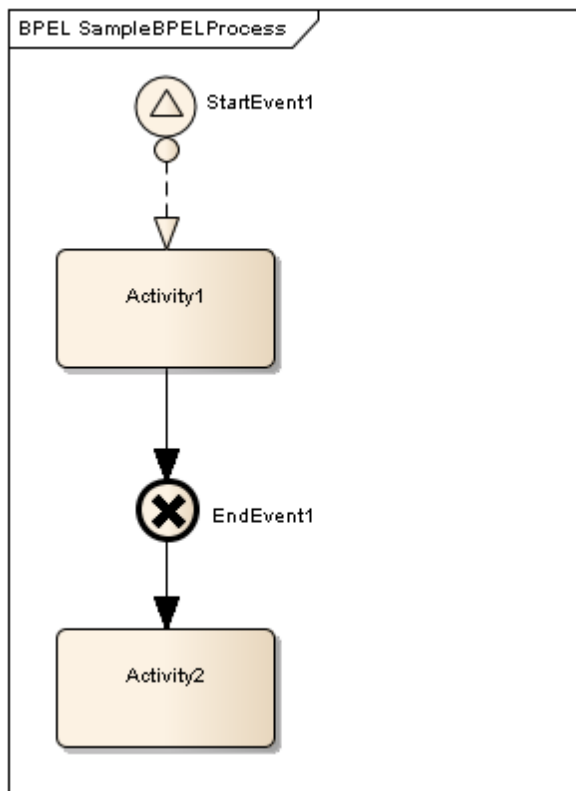 BPEL SampleBPELProcess
StartEvent1
Activity1
EndEvent1
Activity2